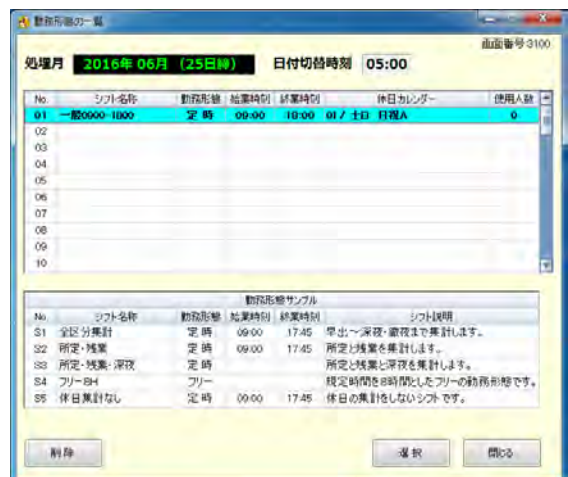 勤務形態の一覧
画面番号3100
処理月 2016年 06月 (25日締) 日付切替時刻 05:00
No. シフト名称 勤務形態 始業時刻 終業時刻 休日カレンダー 使用人数
01 一般0900-1800 定 時 09:00 18:00 01 / 土日 日祝A 0
02
03
04
05
06
07
08
09
10
勤務形態サンプル
No. シフト名称 勤務形態 始業時刻 終業時刻 シフト説明
S1 全区分集計 定 時 09:00 17:45 早出～深夜・徹夜まで集計します。
S2 所定・残業 定 時 09:00 17:45 所定と残業を集計します。
S3 所定・残業・深夜 定 時 所定と残業と深夜を集計します。
S4 フリー8H フリー 規定時間を8時間としたフリーの勤務形態です。
S5 休日集計なし 定 時 09:00 17:45 休日の集計をしないシフトです。
削 除 選 択 閉じる